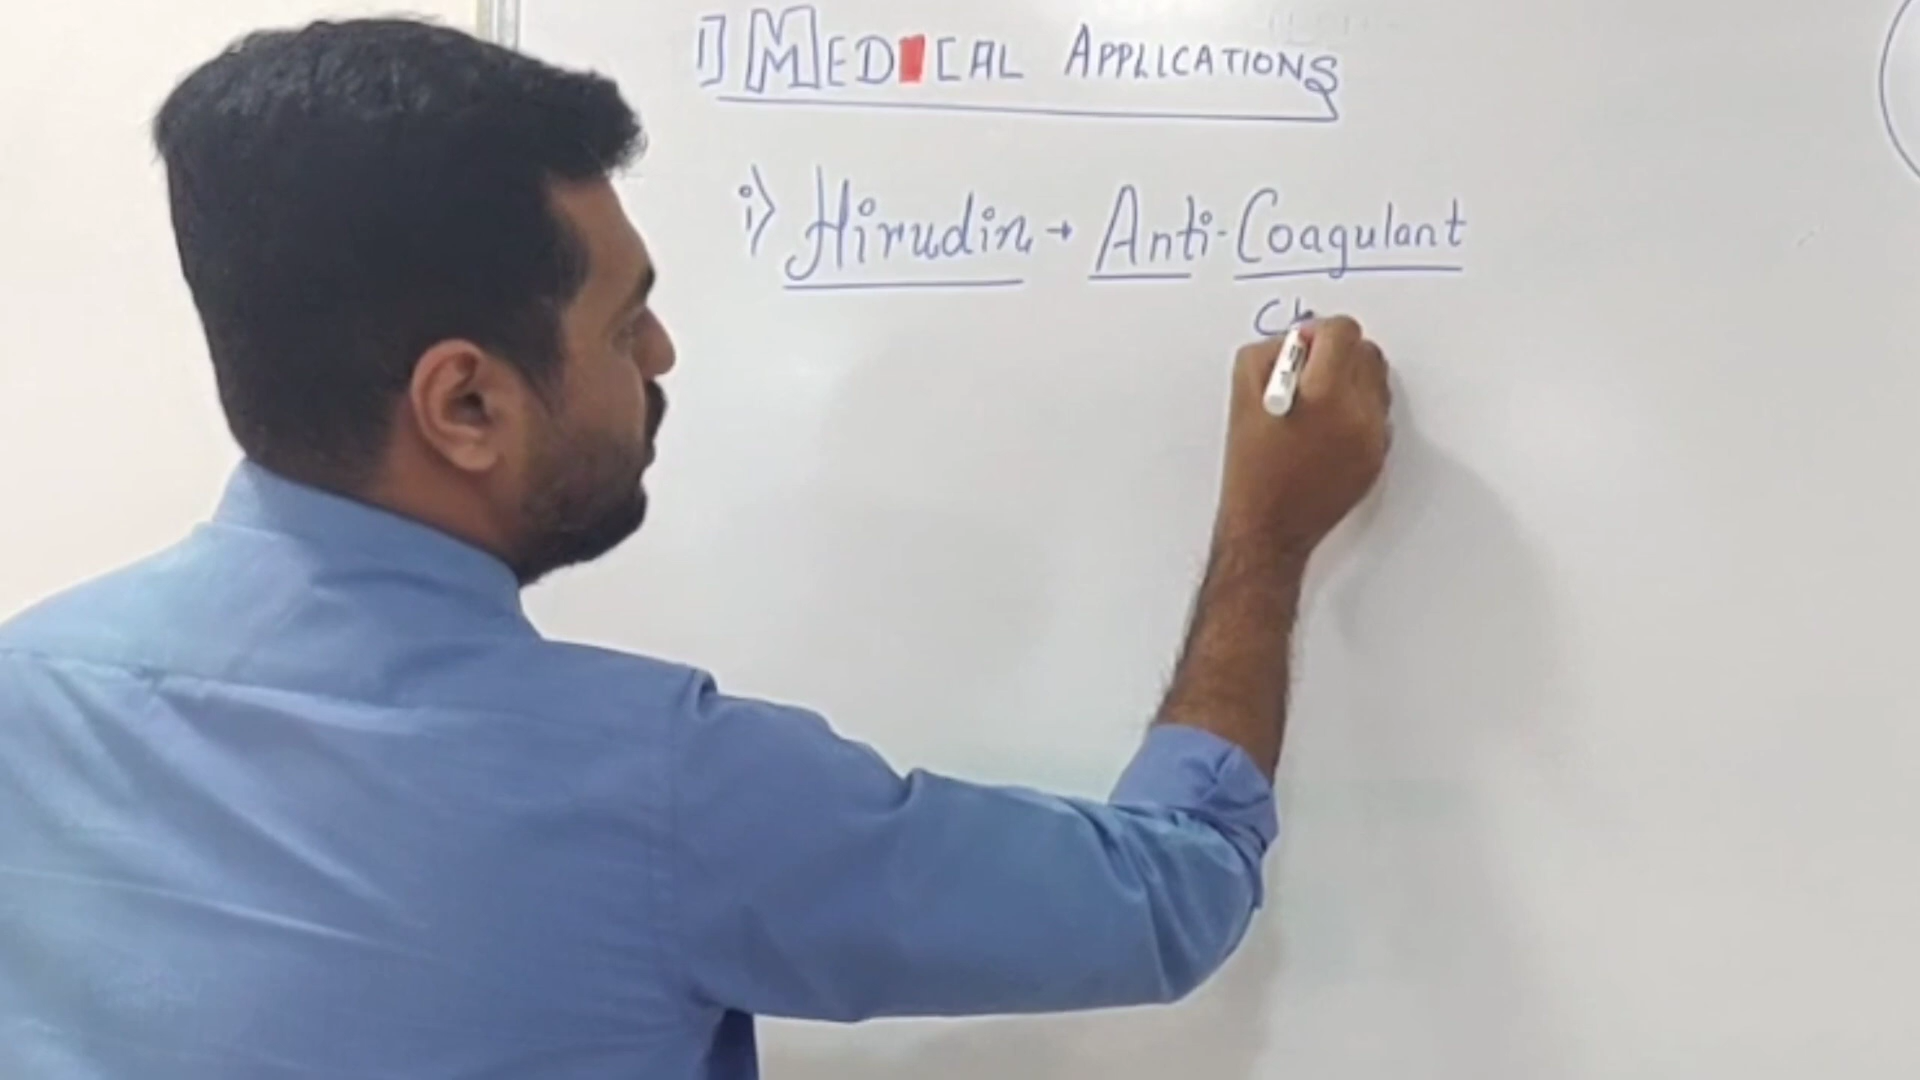 1] MEDICAL APPLICATIONS
i) Hirudin → Anti-Coagulant